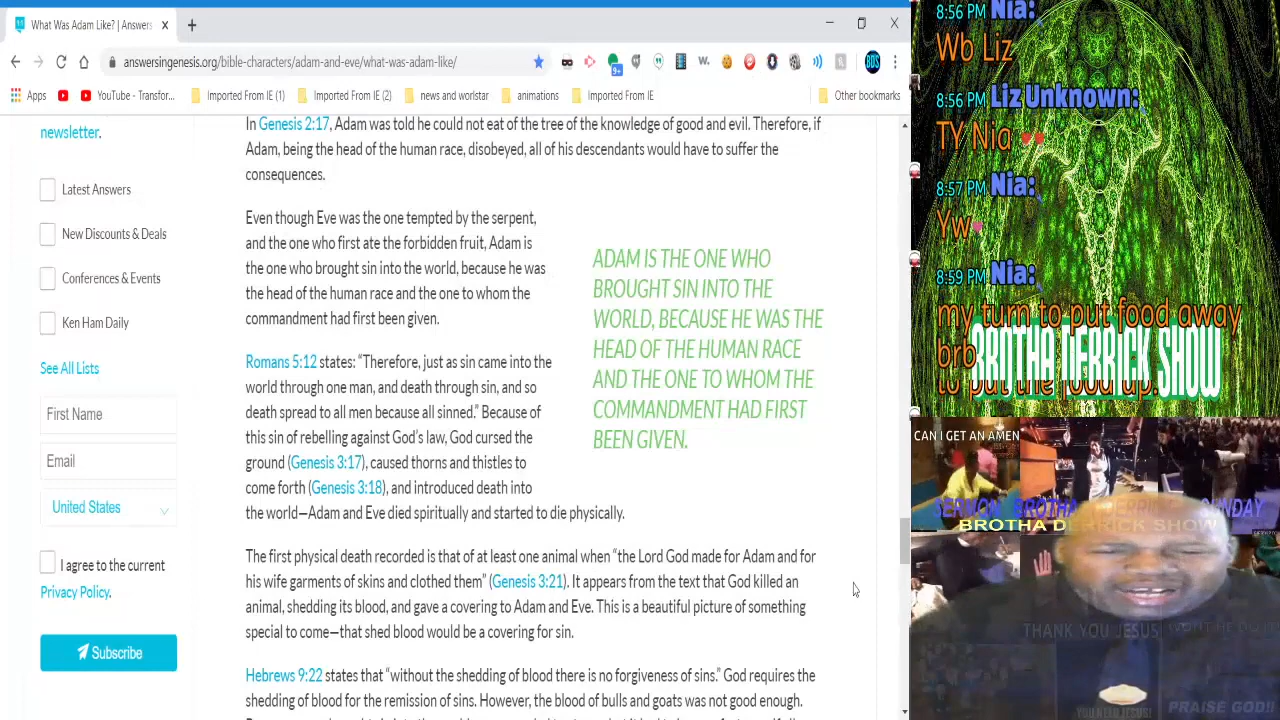 What Was Adam Like? | Answers
answersingenesis.org/bible-characters/adam-and-eve/what-was-adam-like/
9+
W.
BDS
Apps
YouTube - Transfor...
Imported From IE (1)
Imported From IE (2)
news and worlstar
animations
Imported From IE
Other bookmarks
newsletter.
Latest Answers
New Discounts & Deals
Conferences & Events
Ken Ham Daily
See All Lists
First Name
Email
United States
I agree to the current
Privacy Policy.
Subscribe
In Genesis 2:17, Adam was told he could not eat of the tree of the knowledge of good and evil. Therefore, if
Adam, being the head of the human race, disobeyed, all of his descendants would have to suffer the
consequences.
Even though Eve was the one tempted by the serpent,
and the one who first ate the forbidden fruit, Adam is
the one who brought sin into the world, because he was
the head of the human race and the one to whom the
commandment had first been given.
ADAM IS THE ONE WHO
BROUGHT SIN INTO THE
WORLD, BECAUSE HE WAS THE
HEAD OF THE HUMAN RACE
AND THE ONE TO WHOM THE
COMMANDMENT HAD FIRST
BEEN GIVEN.
Romans 5:12 states: “Therefore, just as sin came into the
world through one man, and death through sin, and so
death spread to all men because all sinned.” Because of
this sin of rebelling against God’s law, God cursed the
ground (Genesis 3:17), caused thorns and thistles to
come forth (Genesis 3:18), and introduced death into
the world—Adam and Eve died spiritually and started to die physically.
The first physical death recorded is that of at least one animal when “the Lord God made for Adam and for
his wife garments of skins and clothed them” (Genesis 3:21). It appears from the text that God killed an
animal, shedding its blood, and gave a covering to Adam and Eve. This is a beautiful picture of something
special to come—that shed blood would be a covering for sin.
Hebrews 9:22 states that “without the shedding of blood there is no forgiveness of sins.” God requires the
shedding of blood for the remission of sins. However, the blood of bulls and goats was not good enough.
8:56 PM Nia:
Wb Liz
8:56 PM Liz Unknown:
TY Nia
8:57 PM Nia:
Yw
8:59 PM Nia:
my turn to put food away
brb
to put the food up.
BROTHA DERRICK SHOW
CAN I GET AN AMEN
SERMON BROTHA DERRICK SUNDAY
BROTHA DERRICK SHOW
THANK YOU JESUS
WONT HE DO IT
YOU NEED JESUS!
PRAISE GOD!!